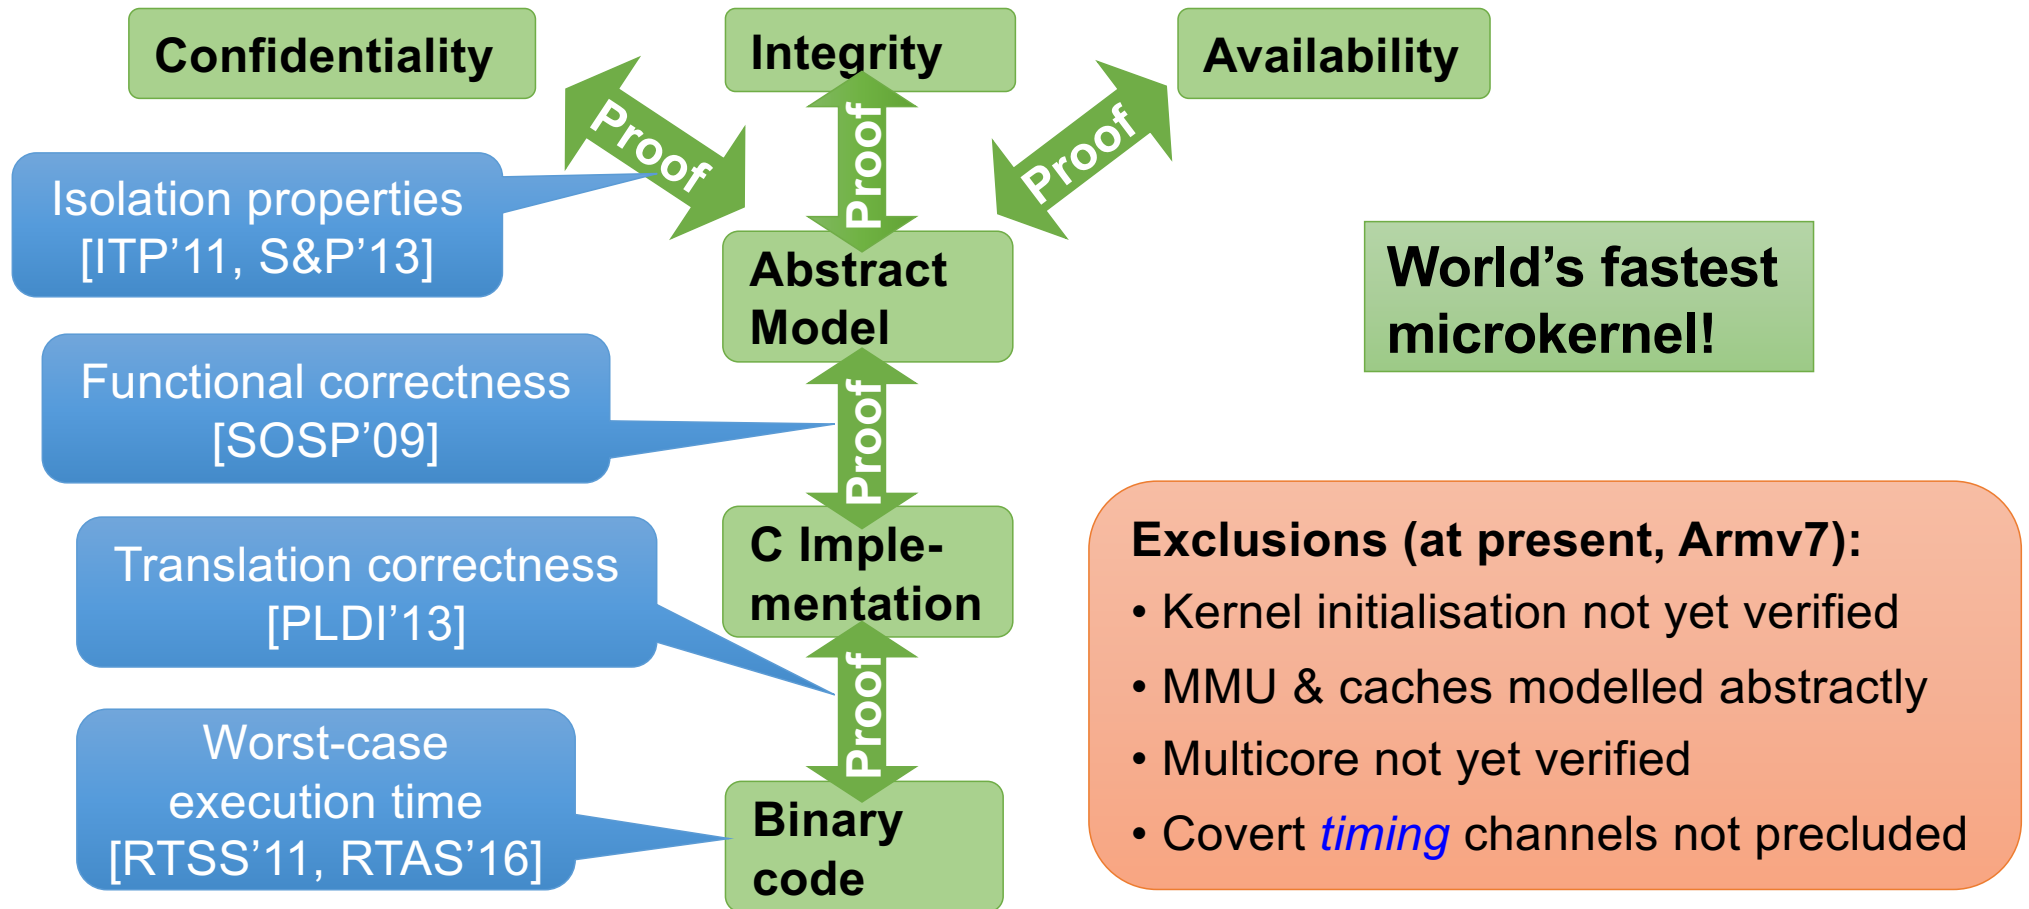 Confidentiality
Integrity
Availability
Proof
Proof
Proof
Isolation properties
[ITP’11, S&P’13]
Abstract
Model
World’s fastest
microkernel!
Functional correctness
[SOSP’09]
Proof
C Imple-
mentation
Translation correctness
[PLDI’13]
Proof
Worst-case
execution time
[RTSS’11, RTAS’16]
Binary
code
Exclusions (at present, Armv7):
• Kernel initialisation not yet verified
• MMU & caches modelled abstractly
• Multicore not yet verified
• Covert timing channels not precluded